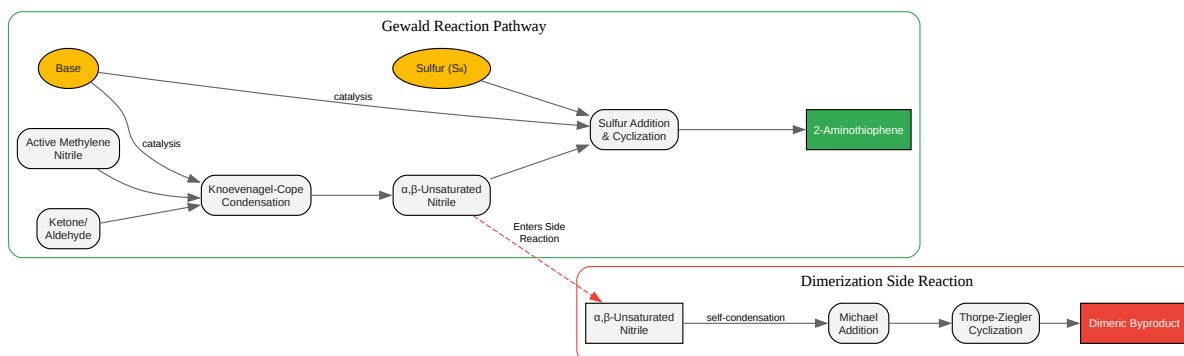 Gewald Reaction Pathway
Base
Sulfur (S₈)
catalysis
catalysis
Active Methylene
Nitrile
Sulfur Addition
& Cyclization
2-Aminothiophene
Knoevenagel-Cope
Condensation
α,β-Unsaturated
Nitrile
Ketone/
Aldehyde
Enters Side
Reaction
Dimerization Side Reaction
α,β-Unsaturated
Nitrile
self-condensation
Michael
Addition
Thorpe-Ziegler
Cyclization
Dimeric Byproduct